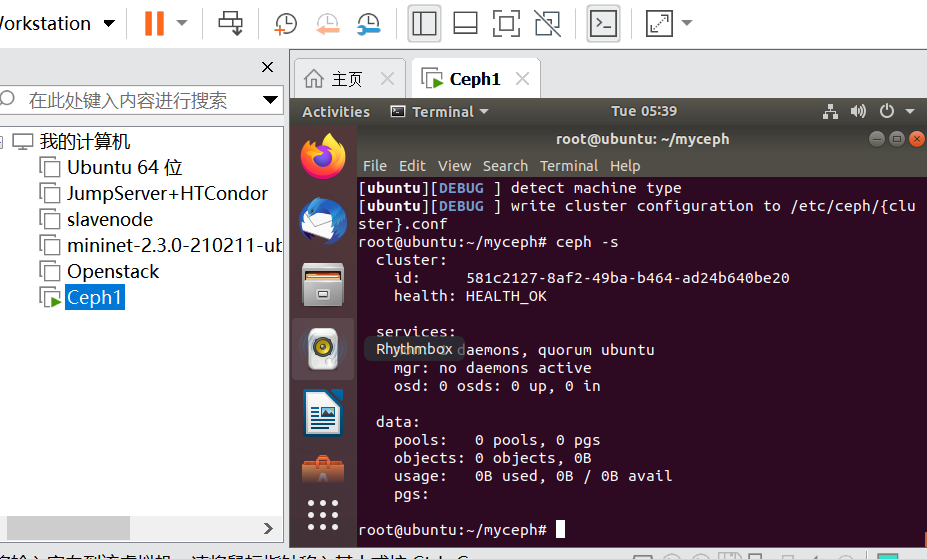 Workstation
主页
Ceph1
在此处键入内容进行搜索
我的计算机
Ubuntu 64 位
JumpServer+HTCondor
slavenode
mininet-2.3.0-210211-ub
Openstack
Ceph1
Activities
Terminal
Tue 05:39
root@ubuntu: ~/myceph
File Edit View Search Terminal Help
[ubuntu][DEBUG ] detect machine type
[ubuntu][DEBUG ] write cluster configuration to /etc/ceph/{clu
ster}.conf
root@ubuntu:~/myceph# ceph -s
cluster:
id: 581c2127-8af2-49ba-b464-ad24b640be20
health: HEALTH_OK
services:
Rhythmbox
daemons, quorum ubuntu
mgr: no daemons active
osd: 0 osds: 0 up, 0 in
data:
pools: 0 pools, 0 pgs
objects: 0 objects, 0B
usage: 0B used, 0B / 0B avail
pgs:
root@ubuntu:~/myceph#